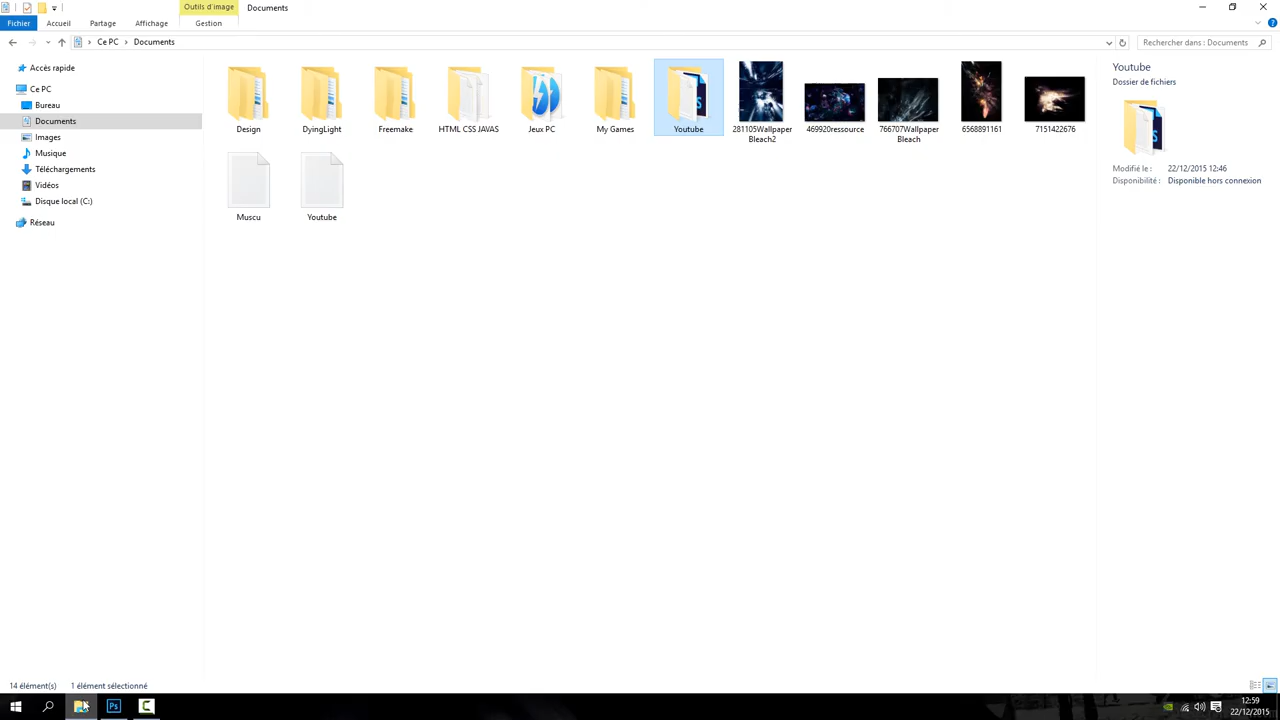 Outils d'image
Documents
Fichier
Accueil
Partage
Affichage
Gestion
Ce PC
Documents
Rechercher dans : Documents
Accès rapide
Ce PC
Bureau
Documents
Images
Musique
Téléchargements
Vidéos
Disque local (C:)
Réseau
Design
DyingLight
Freemake
HTML CSS JAVAS
Jeux PC
My Games
Youtube
281105Wallpaper
Bleach2
469920ressource
766707Wallpaper
Bleach
6568891161
7151422676
Muscu
Youtube
Youtube
Dossier de fichiers
Modifié le : 22/12/2015 12:46
Disponibilité : Disponible hors connexion
14 élément(s) 1 élément sélectionné
Ps
12:59
22/12/2015